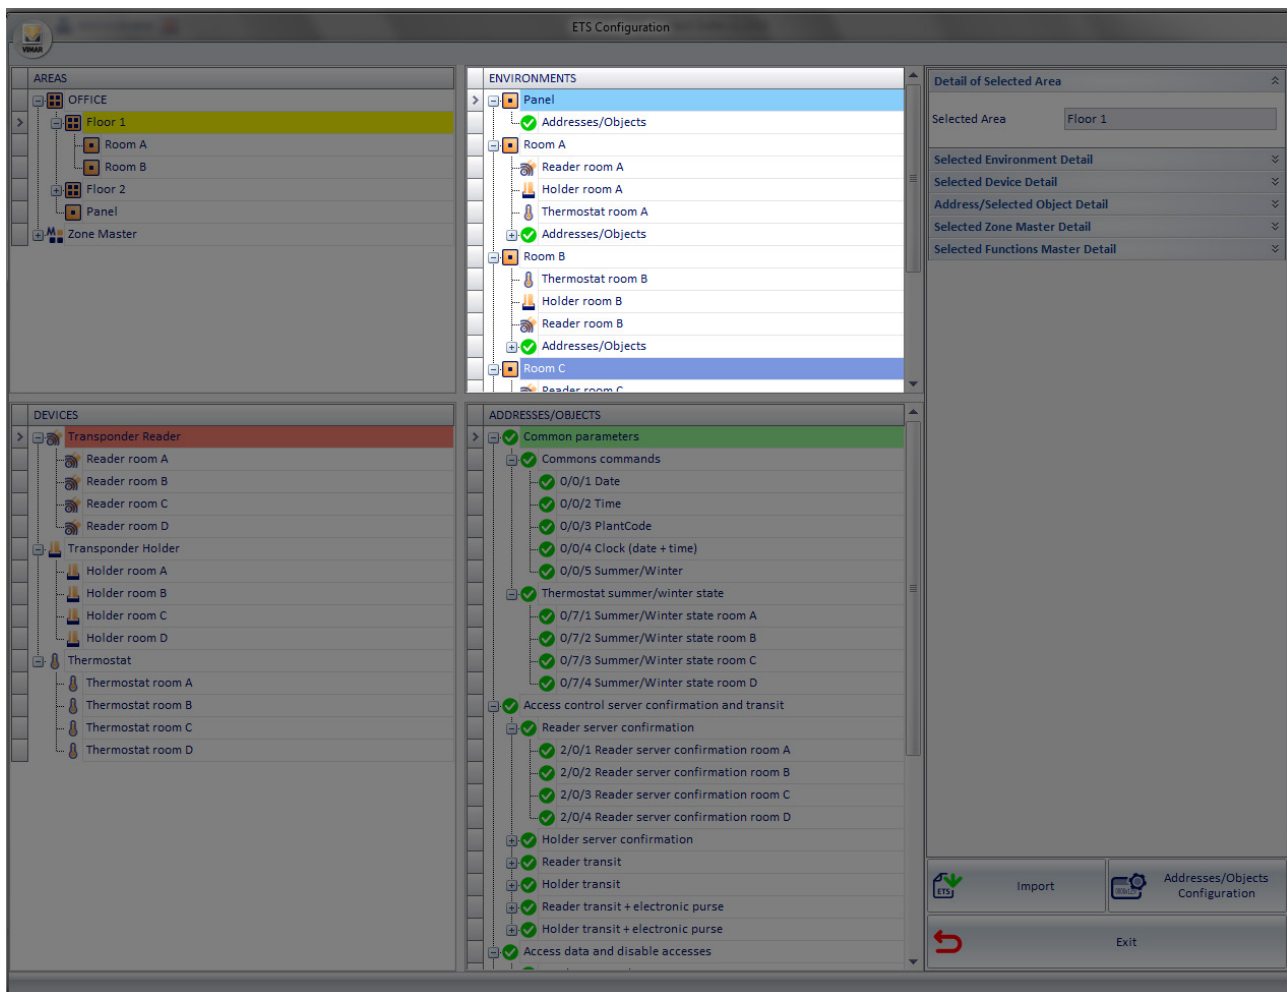 ETS Configuration
VIMAR
AREAS
OFFICE
Floor 1
Room A
Room B
Floor 2
Panel
Zone Master
ENVIRONMENTS
Panel
Addresses/Objects
Room A
Reader room A
Holder room A
Thermostat room A
Addresses/Objects
Room B
Thermostat room B
Holder room B
Reader room B
Addresses/Objects
Room C
Reader room C
Detail of Selected Area
Selected Area Floor 1
Selected Environment Detail
Selected Device Detail
Address/Selected Object Detail
Selected Zone Master Detail
Selected Functions Master Detail
DEVICES
Transponder Reader
Reader room A
Reader room B
Reader room C
Reader room D
Transponder Holder
Holder room A
Holder room B
Holder room C
Holder room D
Thermostat
Thermostat room A
Thermostat room B
Thermostat room C
Thermostat room D
ADDRESSES/OBJECTS
Common parameters
Commons commands
0/0/1 Date
0/0/2 Time
0/0/3 PlantCode
0/0/4 Clock (date + time)
0/0/5 Summer/Winter
Thermostat summer/winter state
0/7/1 Summer/Winter state room A
0/7/2 Summer/Winter state room B
0/7/3 Summer/Winter state room C
0/7/4 Summer/Winter state room D
Access control server confirmation and transit
Reader server confirmation
2/0/1 Reader server confirmation room A
2/0/2 Reader server confirmation room B
2/0/3 Reader server confirmation room C
2/0/4 Reader server confirmation room D
Holder server confirmation
Reader transit
Holder transit
Reader transit + electronic purse
Holder transit + electronic purse
Access data and disable accesses
ETS
Import
Addresses/Objects
Configuration
Exit